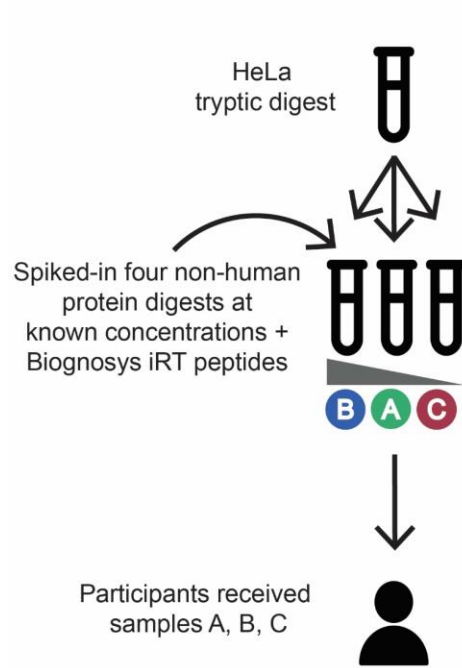 HeLa
tryptic digest
Spiked-in four non-human
protein digests at
known concentrations +
Biognosys iRT peptides
B A C
Participants received
samples A, B, C